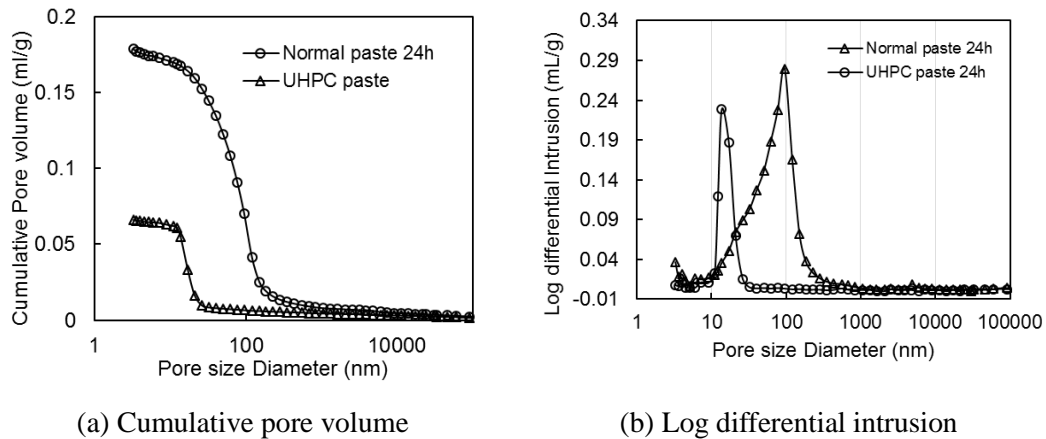 0.2
0.15
0.1
0.05
0
Cumulative Pore volume (ml/g)
Normal paste 24h
UHPC paste
1
100
10000
Pore size Diameter (nm)
(a) Cumulative pore volume
0.34
0.29
0.24
0.19
0.14
0.09
0.04
-0.01
Log differential Intrusion (mL/g)
Normal paste 24h
UHPC paste 24h
1 10 100 1000 10000 100000
Pore size Diameter (nm)
(b) Log differential intrusion